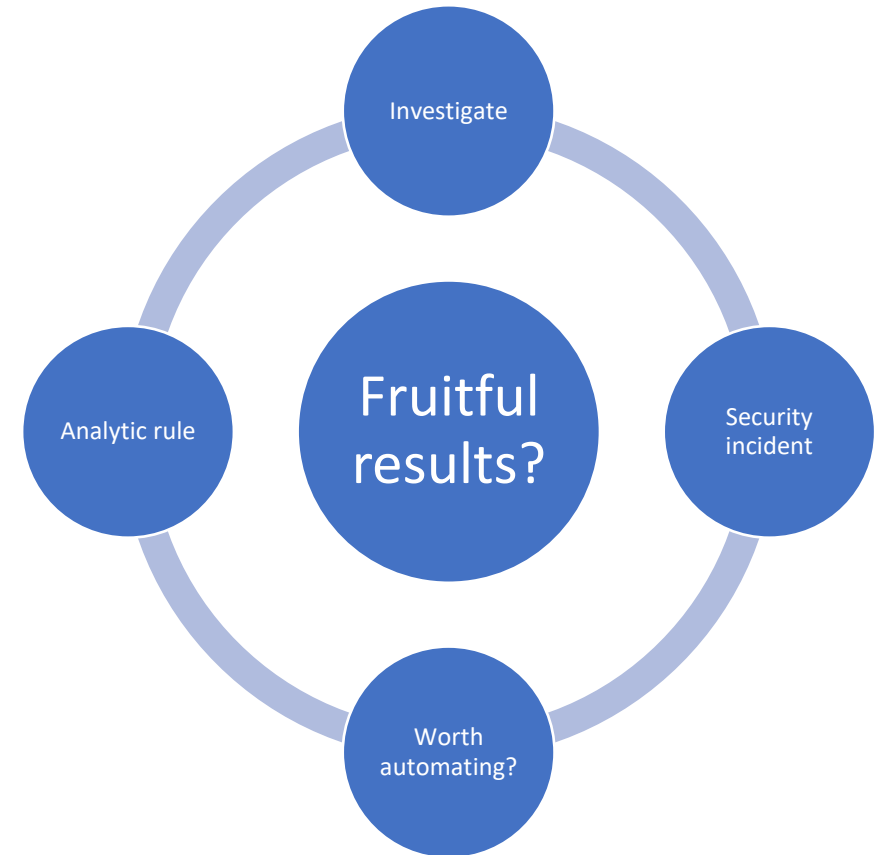 Investigate
Fruitful
results?
Security
incident
Analytic rule
Worth
automating?